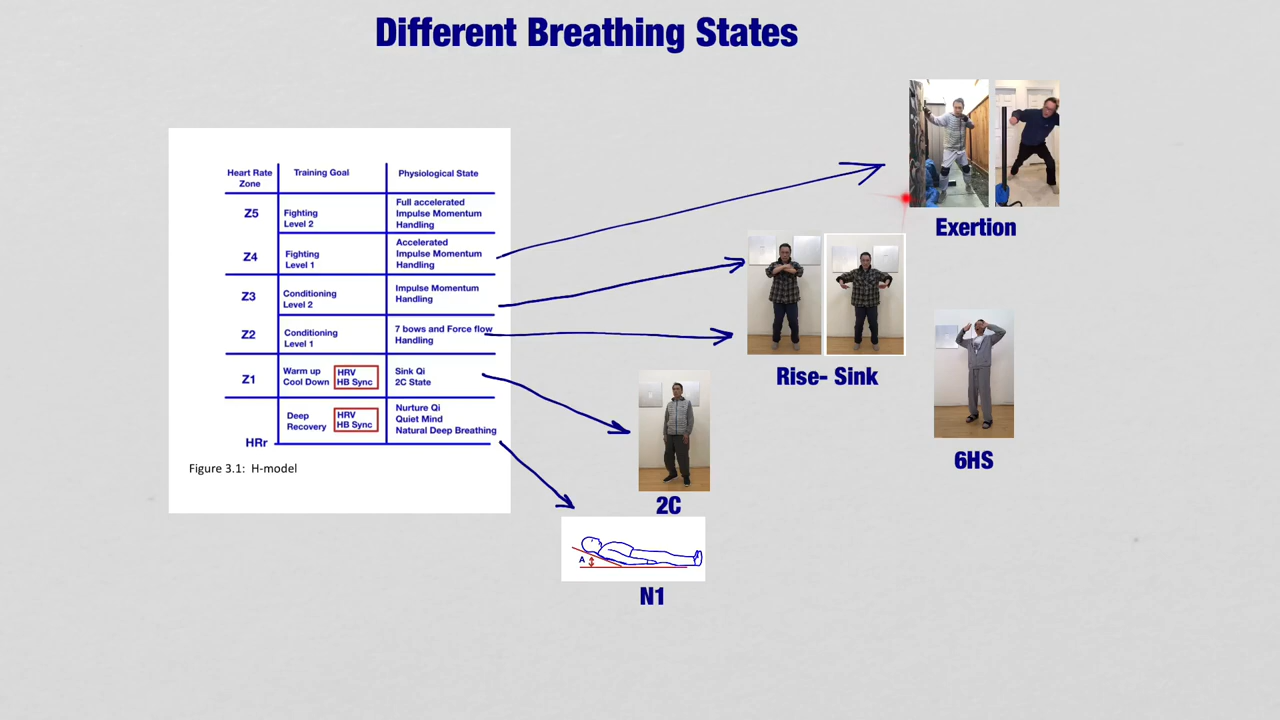 Different Breathing States
Heart Rate
Zone
Training Goal
Physiological State
Z5
Fighting
Level 2
Full accelerated
Impulse Momentum
Handling
Z4
Fighting
Level 1
Accelerated
Impulse Momentum
Handling
Z3
Conditioning
Level 2
Impulse Momentum
Handling
Z2
Conditioning
Level 1
7 bows and Force flow
Handling
Z1
Warm up
Cool Down
HRV
HB Sync
Sink Qi
2C State
HRr
Deep
Recovery
HRV
HB Sync
Nurture Qi
Quiet Mind
Natural Deep Breathing
Figure 3.1: H-model
Exertion
Rise- Sink
6HS
2C
A
N1